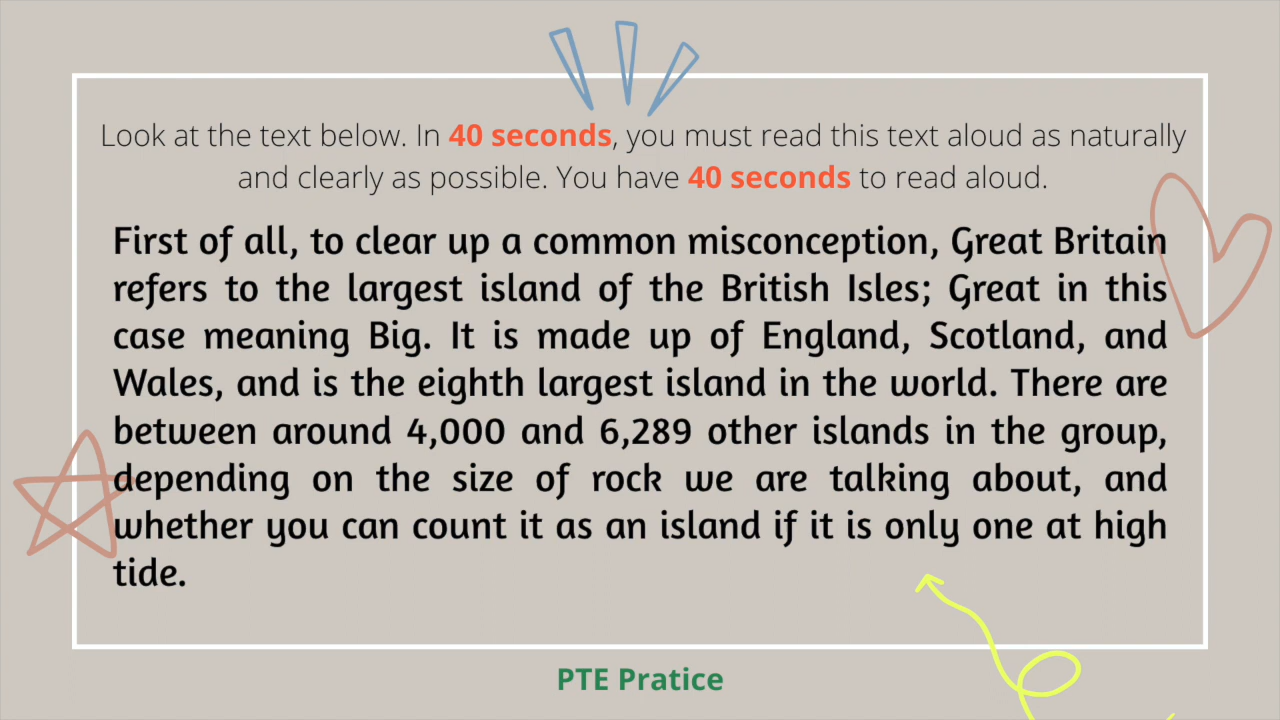 Look at the text below. In 40 seconds, you must read this text aloud as naturally
and clearly as possible. You have 40 seconds to read aloud.
First of all, to clear up a common misconception, Great Britain
refers to the largest island of the British Isles; Great in this
case meaning Big. It is made up of England, Scotland, and
Wales, and is the eighth largest island in the world. There are
between around 4,000 and 6,289 other islands in the group,
depending on the size of rock we are talking about, and
whether you can count it as an island if it is only one at high
tide.
PTE Pratice